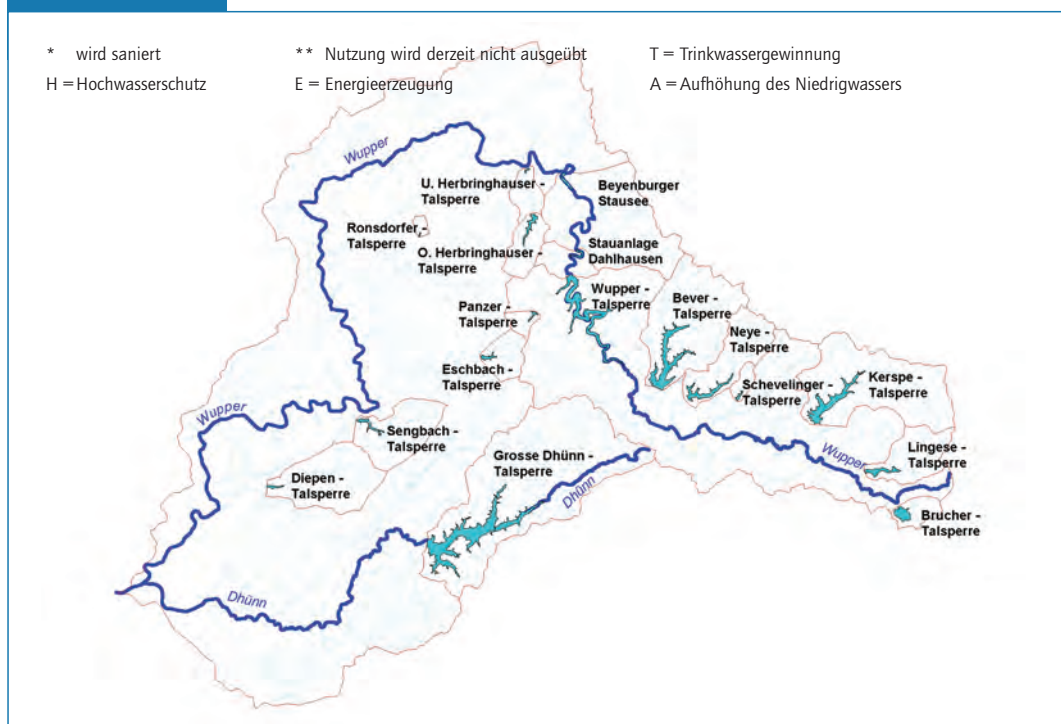 * wird saniert
** Nutzung wird derzeit nicht ausgeübt
T = Trinkwassergewinnung
H = Hochwasserschutz
E = Energieerzeugung
A = Aufhöhung des Niedrigwassers
Wupper
U. Herbringhauser -
Talsperre
Beyenburger
Stausee
Ronsdorfer -
Talsperre
O. Herbringhauser -
Talsperre
Stauanlage
Dahlhausen
Wupper -
Talsperre
Bever -
Talsperre
Panzer -
Talsperre
Neye -
Talsperre
Eschbach -
Talsperre
Schevelinger -
Talsperre
Kerspe -
Talsperre
Wupper
Sengbach -
Talsperre
Grosse Dhünn -
Talsperre
Wupper
Lingese -
Talsperre
Diepen -
Talsperre
Dhünn
Brucher -
Talsperre
Dhünn